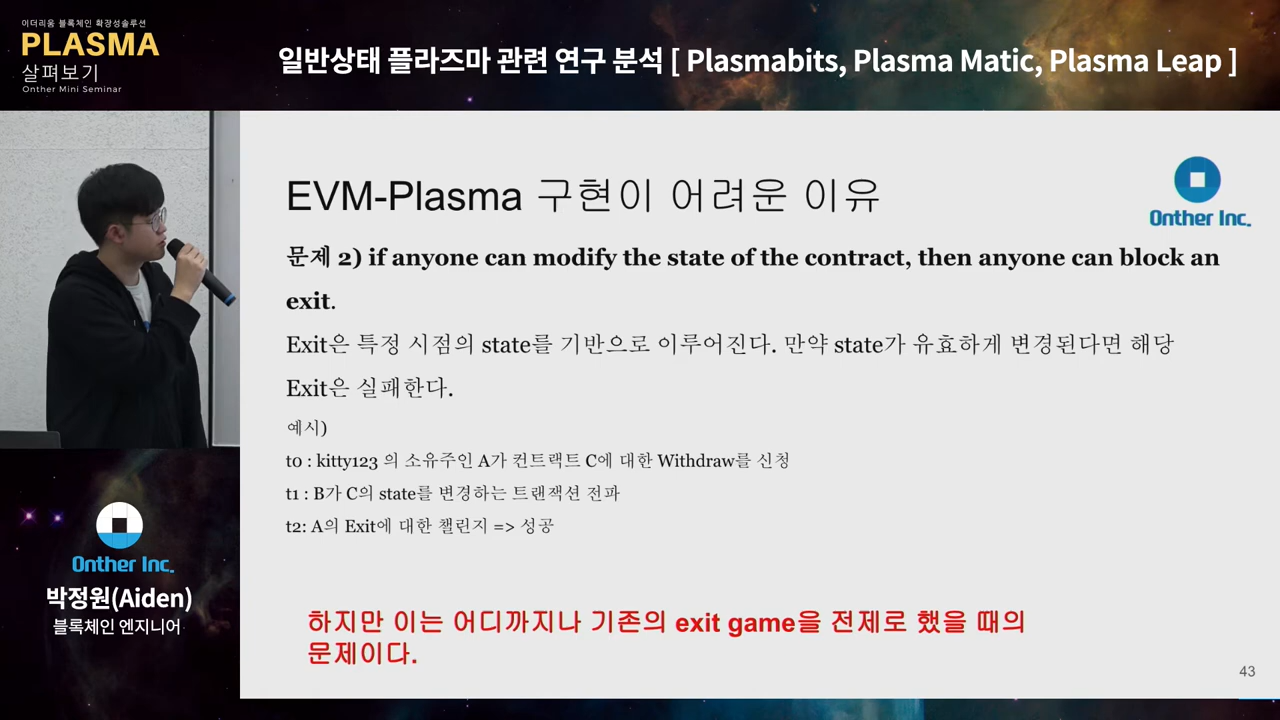 이더리움 블록체인 확장성솔루션
PLASMA
살펴보기
Onther Mini Seminar
일반상태 플라즈마 관련 연구 분석 [ Plasmabits, Plasma Matic, Plasma Leap ]
EVM-Plasma 구현이 어려운 이유
Onther Inc.
문제 2) if anyone can modify the state of the contract, then anyone can block an
exit.
Exit은 특정 시점의 state를 기반으로 이루어진다. 만약 state가 유효하게 변경된다면 해당
Exit은 실패한다.
예시)
t0 : kitty123 의 소유주인 A가 컨트랙트 C에 대한 Withdraw를 신청
t1 : B가 C의 state를 변경하는 트랜잭션 전파
t2: A의 Exit에 대한 챌린지 => 성공
하지만 이는 어디까지나 기존의 exit game을 전제로 했을 때의
문제이다.
43
Onther Inc.
박정원(Aiden)
블록체인 엔지니어